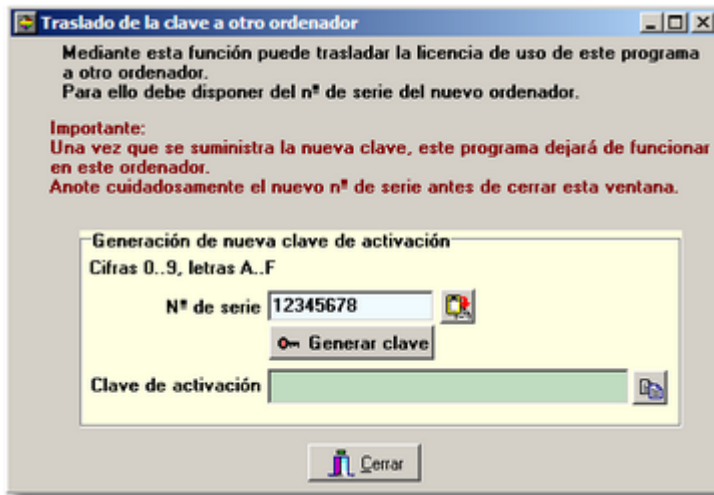 Traslado de la clave a otro ordenador
Mediante esta función puede trasladar la licencia de uso de este programa
a otro ordenador.
Para ello debe disponer del nº de serie del nuevo ordenador.
Importante:
Una vez que se suministra la nueva clave, este programa dejará de funcionar
en este ordenador.
Anote cuidadosamente el nuevo nº de serie antes de cerrar esta ventana.
Generación de nueva clave de activación
Cifras 0..9, letras A..F
Nº de serie 12345678
Generar clave
Clave de activación
Cerrar